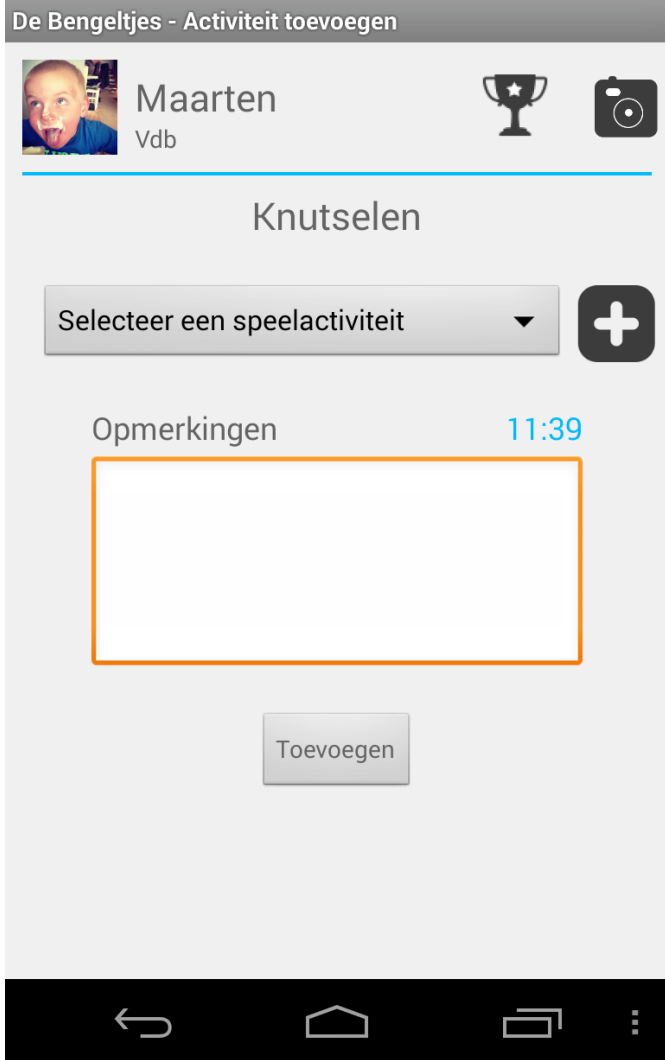 De Bengeltjes - Activiteit toevoegen
Maarten
Vdb
Knutselen
Selecteer een speelactiviteit
Opmerkingen 11:39
Toevoegen